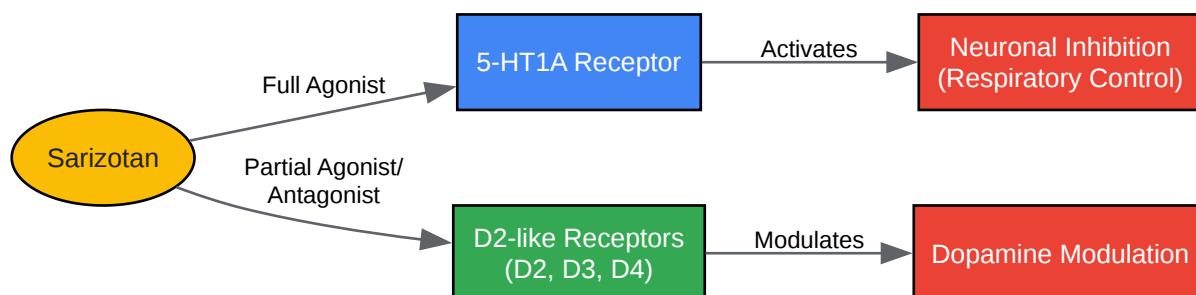 Sarizotan
Full Agonist
Partial Agonist/
Antagonist
5-HT1A Receptor
D2-like Receptors
(D2, D3, D4)
Activates
Modulates
Neuronal Inhibition
(Respiratory Control)
Dopamine Modulation